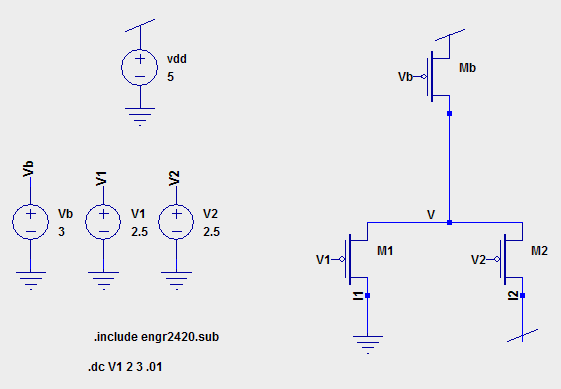 vdd
5
Vb
Mb
Vb
V1
V2
Vb
3
V1
2.5
V2
2.5
V
V1
M1
V2
M2
I1
I2
.include engr2420.sub
.dc V1 2 3 .01